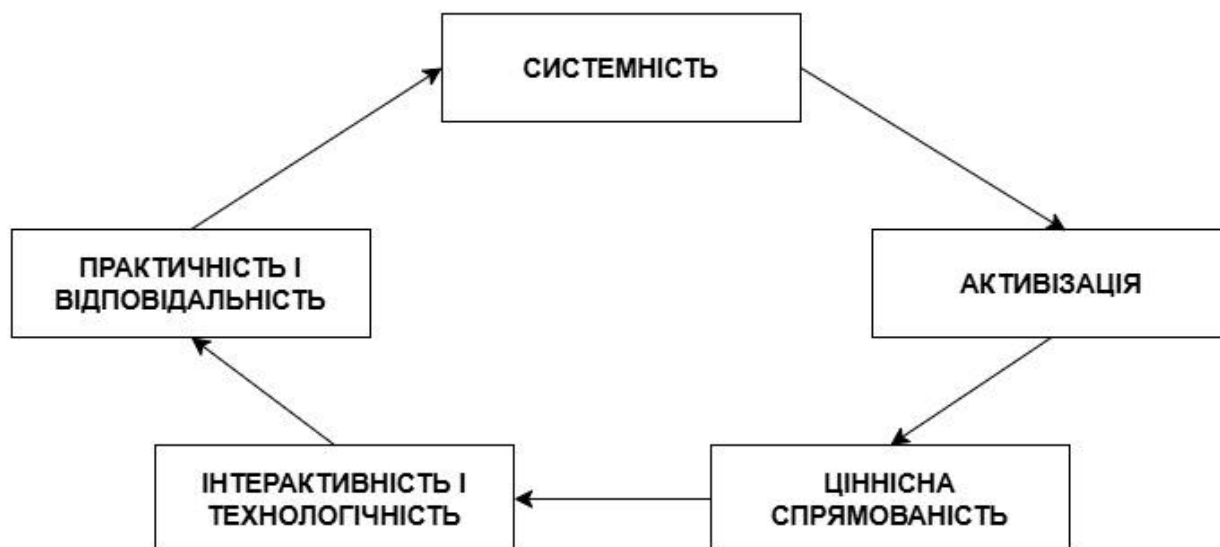 СИСТЕМНІСТЬ
ПРАКТИЧНІСТЬ І
ВІДПОВІДАЛЬНІСТЬ
АКТИВІЗАЦІЯ
ІНТЕРАКТИВНІСТЬ І
ТЕХНОЛОГІЧНІСТЬ
ЦІННІСНА
СПРЯМОВАНІСТЬ